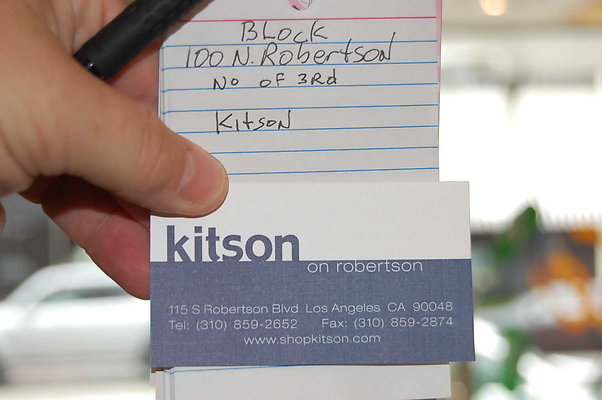 Block
100 N. Robertson
No of 3rd
Kitson
kitson
on robertson
115 S Robertson Blvd Los Angeles CA 90048
Tel: (310) 859-2652 Fax: (310) 859-2874
www.shopkitson.com